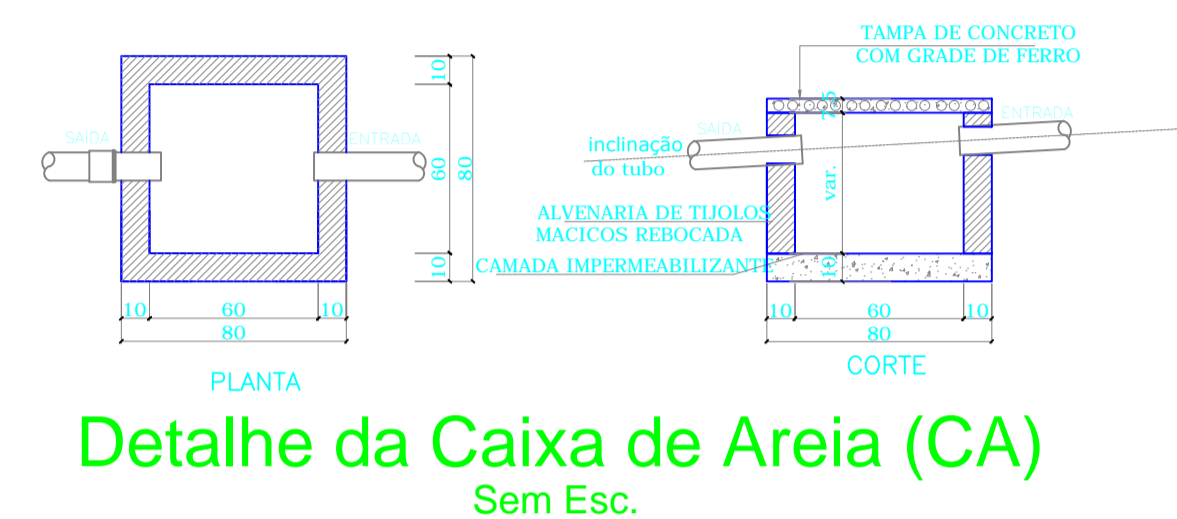 SAÍDA
ENTRADA
10
60
80
10
10
60
10
80
PLANTA
TAMPA DE CONCRETO
COM GRADE DE FERRO
7.5
SAÍDA
ENTRADA
inclinação
do tubo
var.
ALVENARIA DE TIJOLOS
MACICOS REBOCADA
CAMADA IMPERMEABILIZANTE
10
10
60
10
80
CORTE
Detalhe da Caixa de Areia (CA)
Sem Esc.